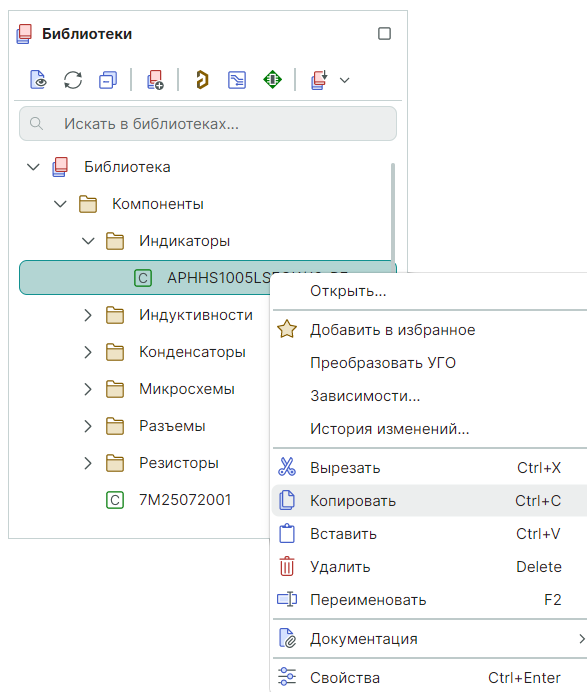 Библиотеки
Искать в библиотеках...
Библиотека
Компоненты
Индикаторы
Открыть...
Индуктивности
Добавить в избранное
Конденсаторы
Преобразовать УГО
Микросхемы
Зависимости...
Разъемы
История изменений...
Резисторы
Вырезать Ctrl+X
7M25072001
Копировать Ctrl+C
Вставить Ctrl+V
Удалить Delete
Переименовать F2
Документация
Свойства Ctrl+Enter